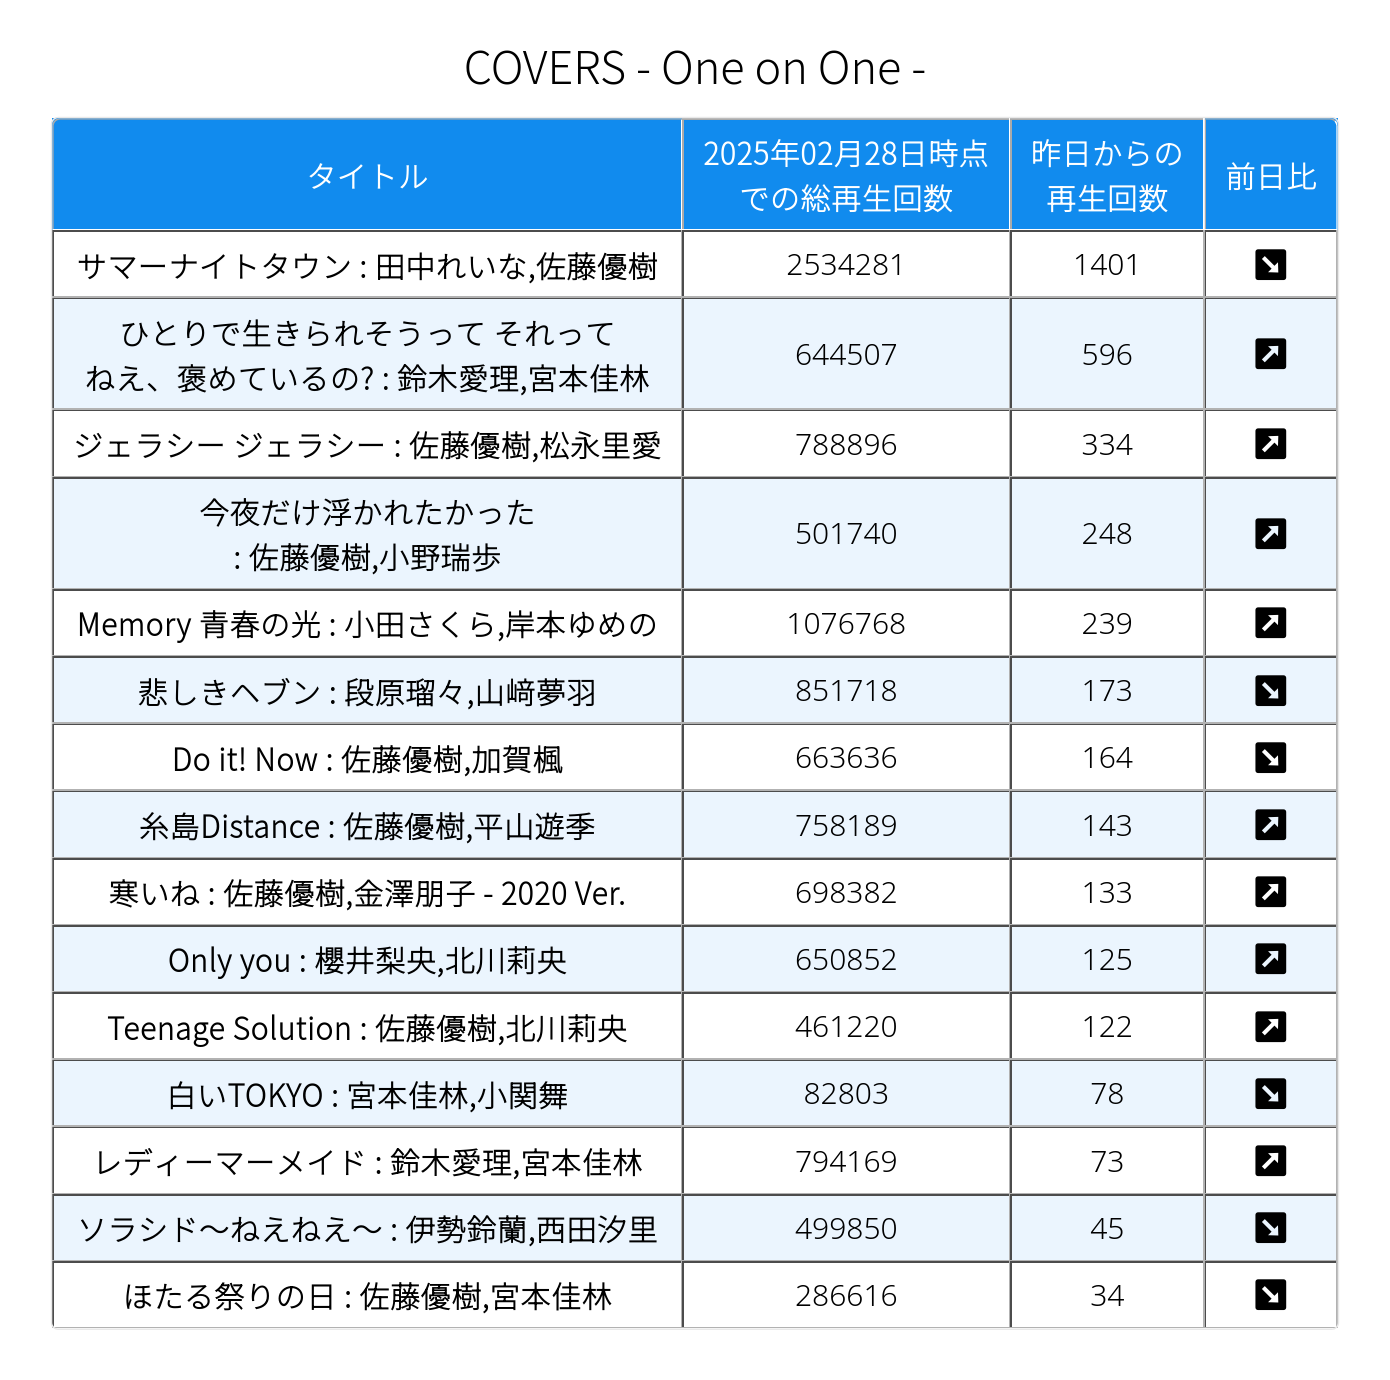 COVERS - One on One -
タイトル
2025年02月28日時点
での総再生回数
昨日からの
再生回数
前日比
サマーナイトタウン : 田中れいな,佐藤優樹
2534281
1401
ひとりで生きられそうって それって
ねえ、褒めているの? : 鈴木愛理,宮本佳林
644507
596
ジェラシー ジェラシー : 佐藤優樹,松永里愛
788896
334
今夜だけ浮かれたかった
: 佐藤優樹,小野瑞歩
501740
248
Memory 青春の光 : 小田さくら,岸本ゆめの
1076768
239
悲しきヘブン : 段原瑠々,山﨑夢羽
851718
173
Do it! Now : 佐藤優樹,加賀楓
663636
164
糸島Distance : 佐藤優樹,平山遊季
758189
143
寒いね : 佐藤優樹,金澤朋子 - 2020 Ver.
698382
133
Only you : 櫻井梨央,北川莉央
650852
125
Teenage Solution : 佐藤優樹,北川莉央
461220
122
白いTOKYO : 宮本佳林,小関舞
82803
78
レディーマーメイド : 鈴木愛理,宮本佳林
794169
73
ソラシド〜ねえねえ〜 : 伊勢鈴蘭,西田汐里
499850
45
ほたる祭りの日 : 佐藤優樹,宮本佳林
286616
34